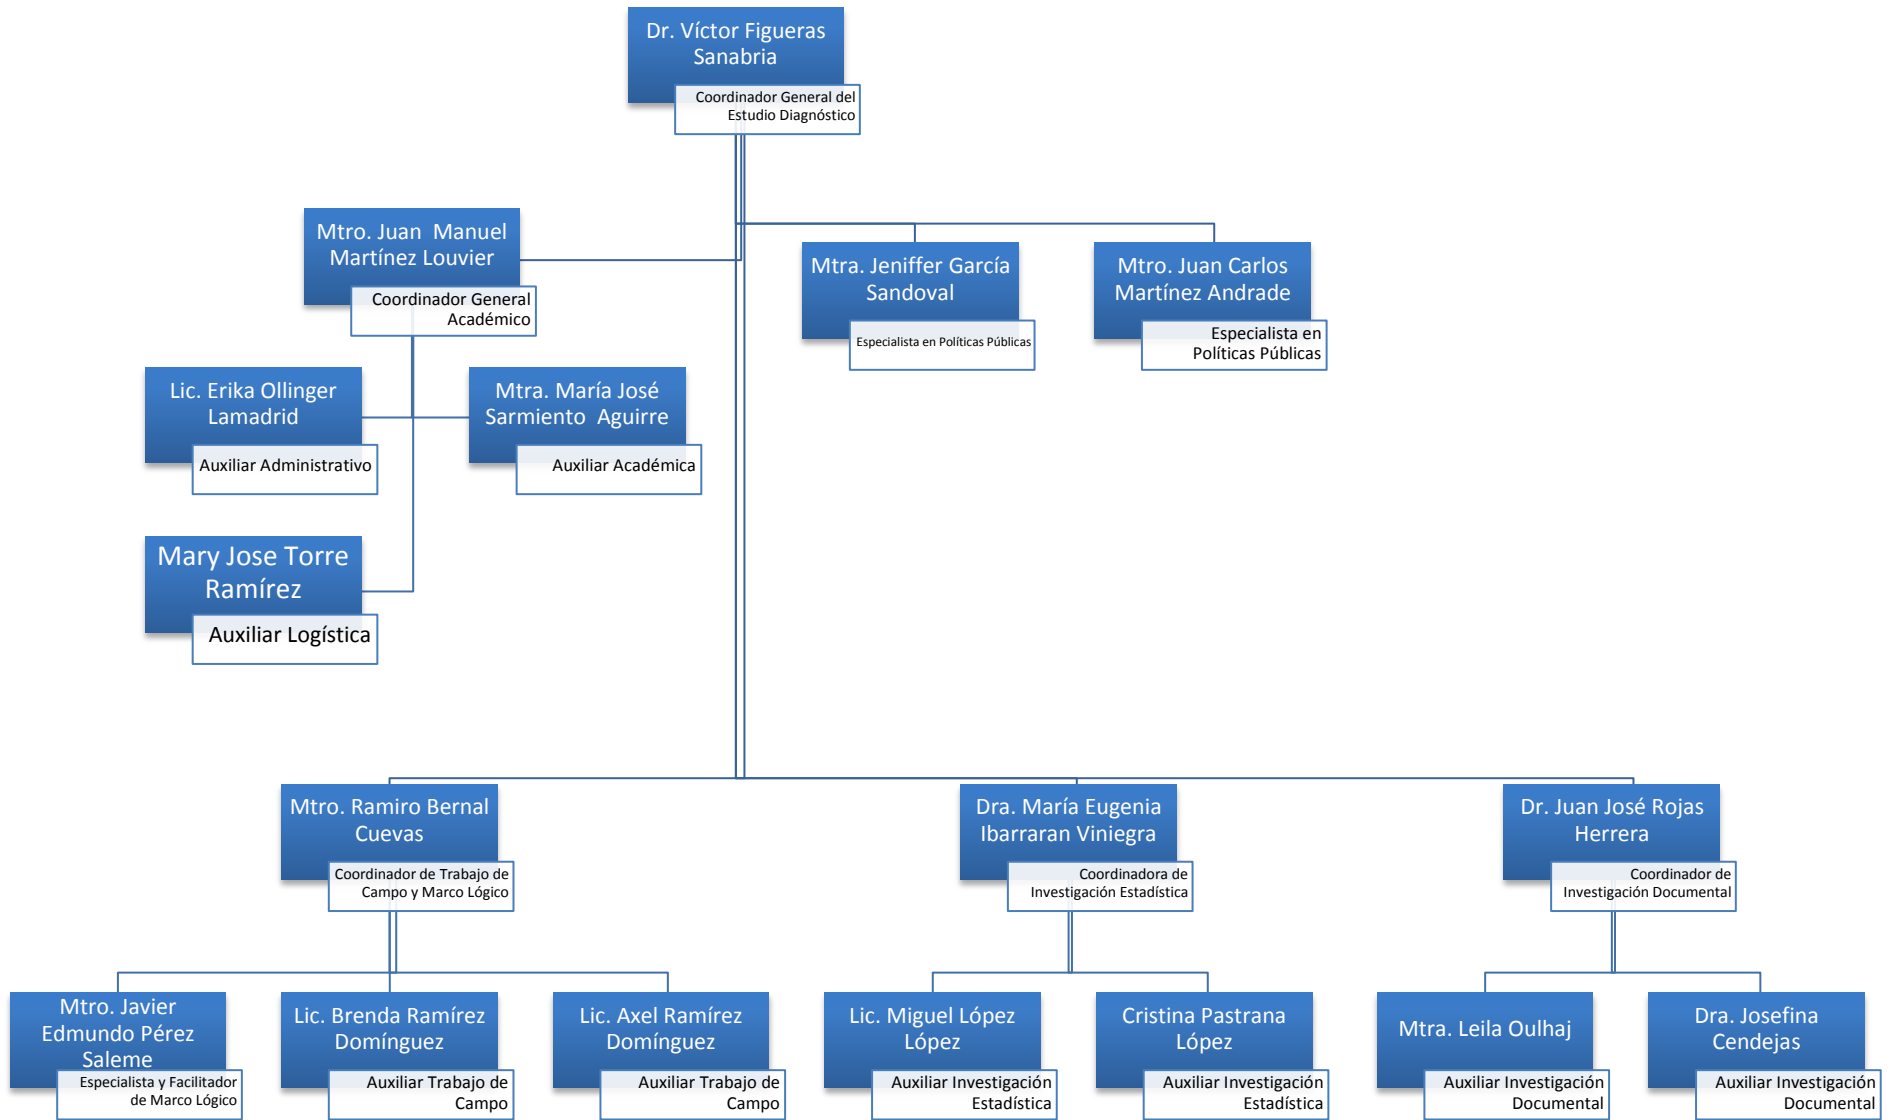 Dr. Víctor Figueras
Sanabria
Coordinador General del
Estudio Diagnóstico
Mtro. Juan  Manuel
Martínez Louvier
Coordinador General
Académico
Mtra. Jeniffer García
Sandoval
Especialista en Políticas Públicas
Mtro. Juan Carlos
Martínez Andrade
Especialista en
Políticas Públicas
Lic. Erika Ollinger
Lamadrid
Auxiliar Administrativo
Mtra. María José
Sarmiento  Aguirre
Auxiliar Académica
Mary Jose Torre
Ramírez
Auxiliar Logística
Mtro. Ramiro Bernal
Cuevas
Coordinador de Trabajo de
Campo y Marco Lógico
Dra. María Eugenia
Ibarraran Viniegra
Coordinadora de
Investigación Estadística
Dr. Juan José Rojas
Herrera
Coordinador de
Investigación Documental
Mtro. Javier
Edmundo Pérez
Saleme
Especialista y Facilitador
de Marco Lógico
Lic. Brenda Ramírez
Domínguez
Auxiliar Trabajo de
Campo
Lic. Axel Ramírez
Domínguez
Auxiliar Trabajo de
Campo
Lic. Miguel López
López
Auxiliar Investigación
Estadística
Cristina Pastrana
López
Auxiliar Investigación
Estadística
Mtra. Leila Oulhaj
Auxiliar Investigación
Documental
Dra. Josefina
Cendejas
Auxiliar Investigación
Documental